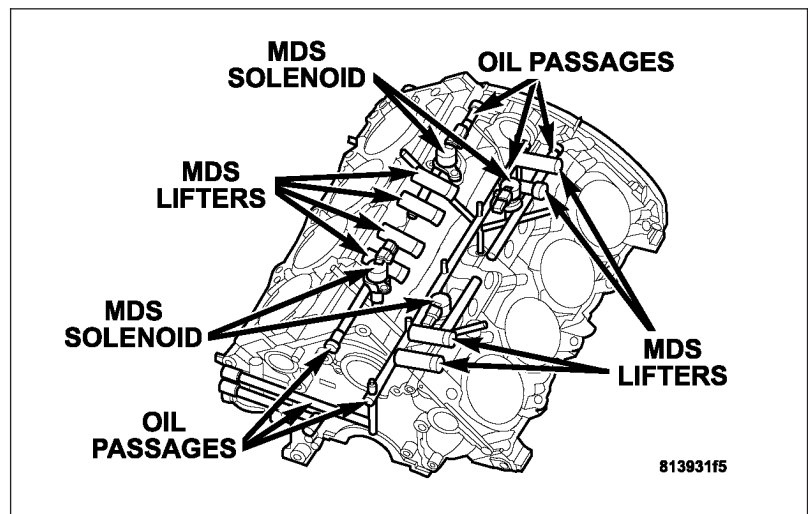 MDS
SOLENOID
OIL PASSAGES
MDS
LIFTERS
MDS
SOLENOID
MDS
LIFTERS
OIL
PASSAGES
813931f5